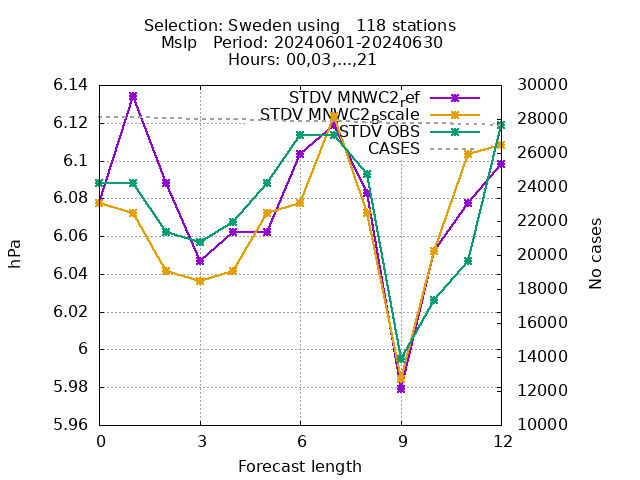 Selection: Sweden using   118 stations
Mslp   Period: 20240601-20240630
Hours: 00,03,...,21
STDV MNWC2_ref
STDV MNWC2_Bscale
STDV OBS
CASES
6.14
6.12
6.1
6.08
6.06
6.04
6.02
6
5.98
5.96
hPa
30000
28000
26000
24000
22000
20000
18000
16000
14000
12000
10000
No cases
0 3 6 9 12
Forecast length